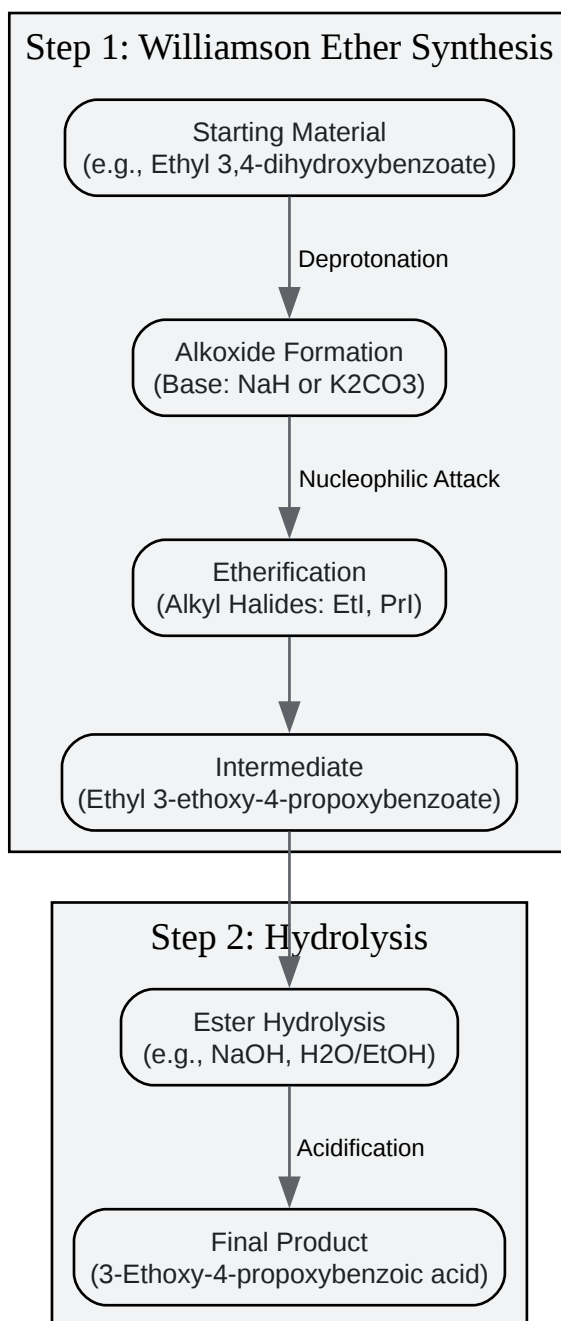 Step 1: Williamson Ether Synthesis
Starting Material
(e.g., Ethyl 3,4-dihydroxybenzoate)
Deprotonation
Alkoxide Formation
(Base: NaH or K2CO3)
Nucleophilic Attack
Etherification
(Alkyl Halides: EtI, PrI)
Intermediate
(Ethyl 3-ethoxy-4-propoxybenzoate)
Step 2: Hydrolysis
Ester Hydrolysis
(e.g., NaOH, H2O/EtOH)
Acidification
Final Product
(3-Ethoxy-4-propoxybenzoic acid)